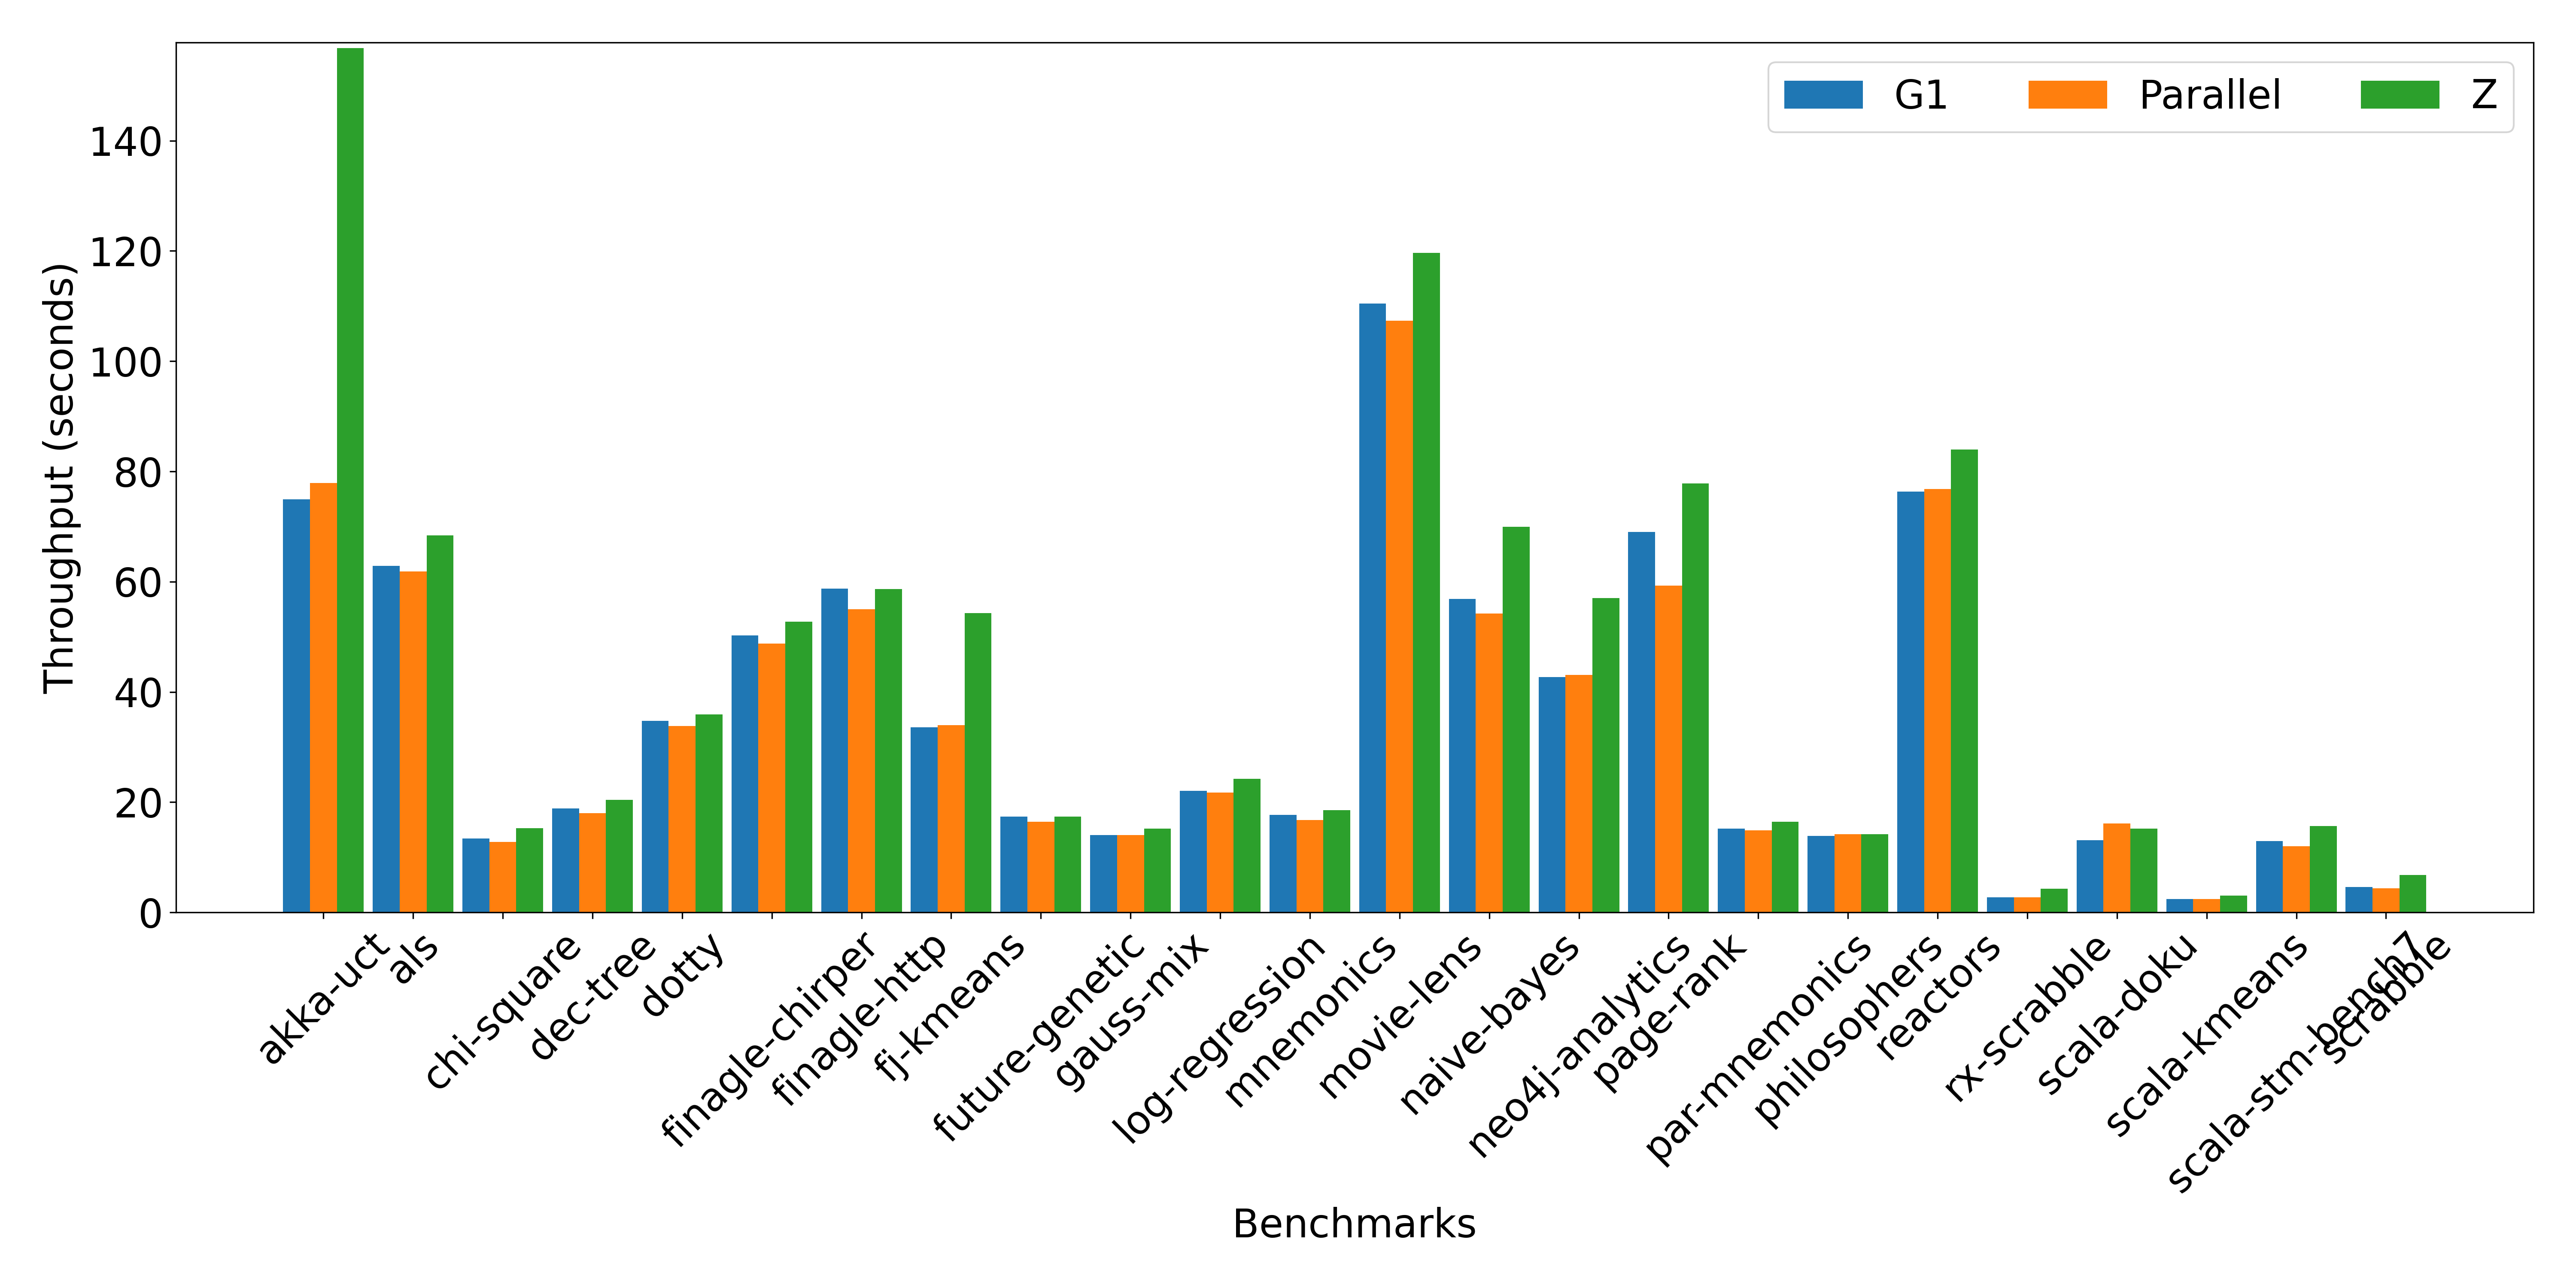 G1 Parallel Z
Throughput (seconds)
140
120
100
80
60
40
20
0
akka-uct
als
chi-square
dec-tree
dotty
finagle-chirper
finagle-http
fj-kmeans
future-genetic
gauss-mix
log-regression
mnemonics
movie-lens
naive-bayes
neo4j-analytics
page-rank
par-mnemonics
philosophers
reactors
rx-scrabble
scala-doku
scala-kmeans
scala-stm-bench7
scrabble
Benchmarks